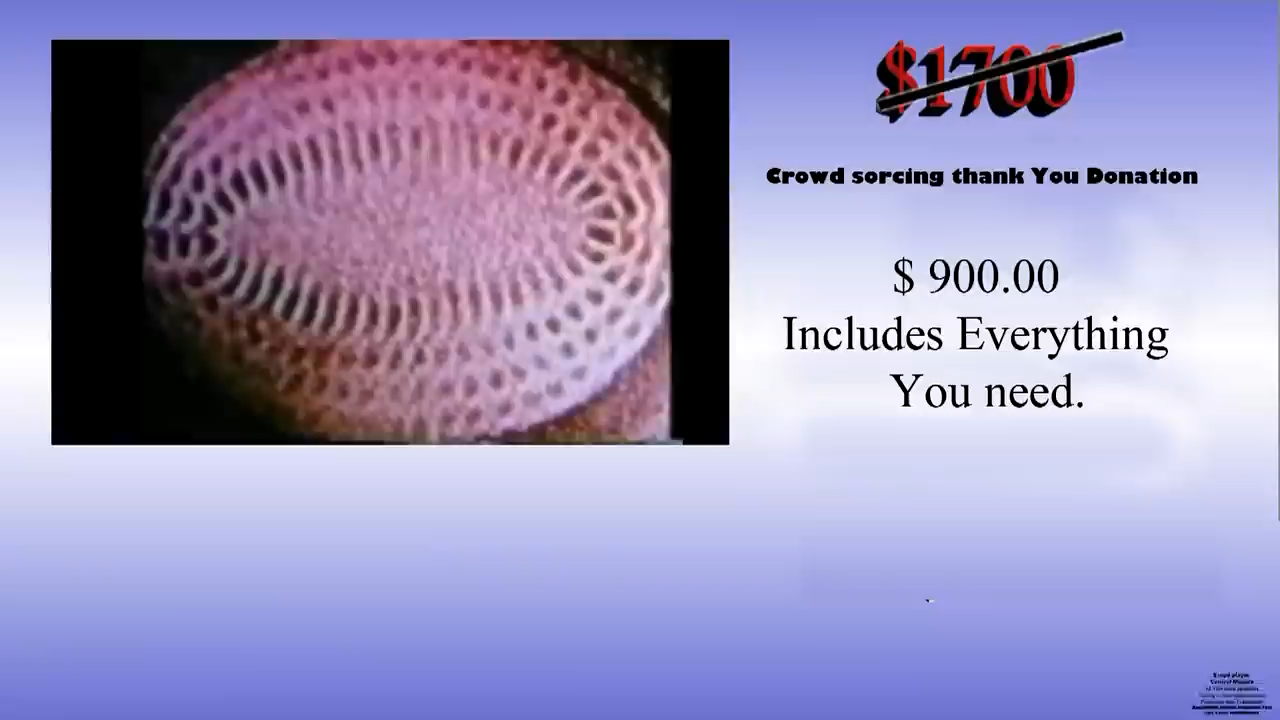 $1700
Crowd sorcing thank You Donation
$ 900.00
Includes Everything
You need.